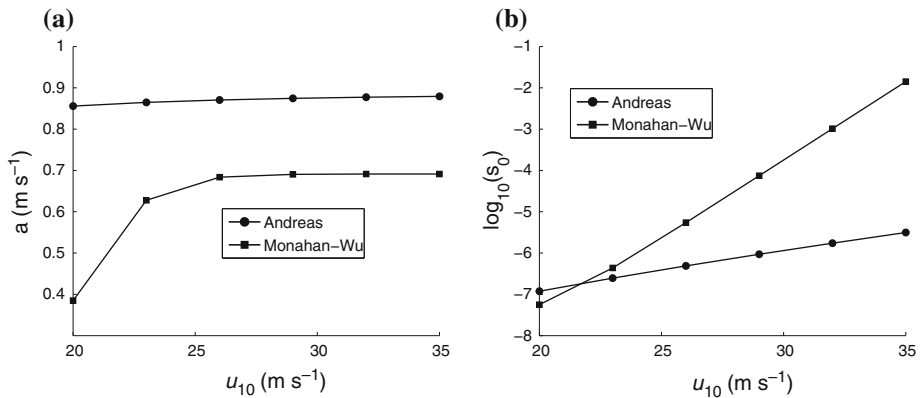 (a)
1
0.9
0.8
0.7
0.6
0.5
0.4
a (m s⁻¹)
Andreas
Monahan−Wu
20
25
30
35
u₁₀ (m s⁻¹)
(b)
−1
−2
−3
−4
−5
−6
−7
−8
log₁₀(s₀)
Andreas
Monahan−Wu
20
25
30
35
u₁₀ (m s⁻¹)